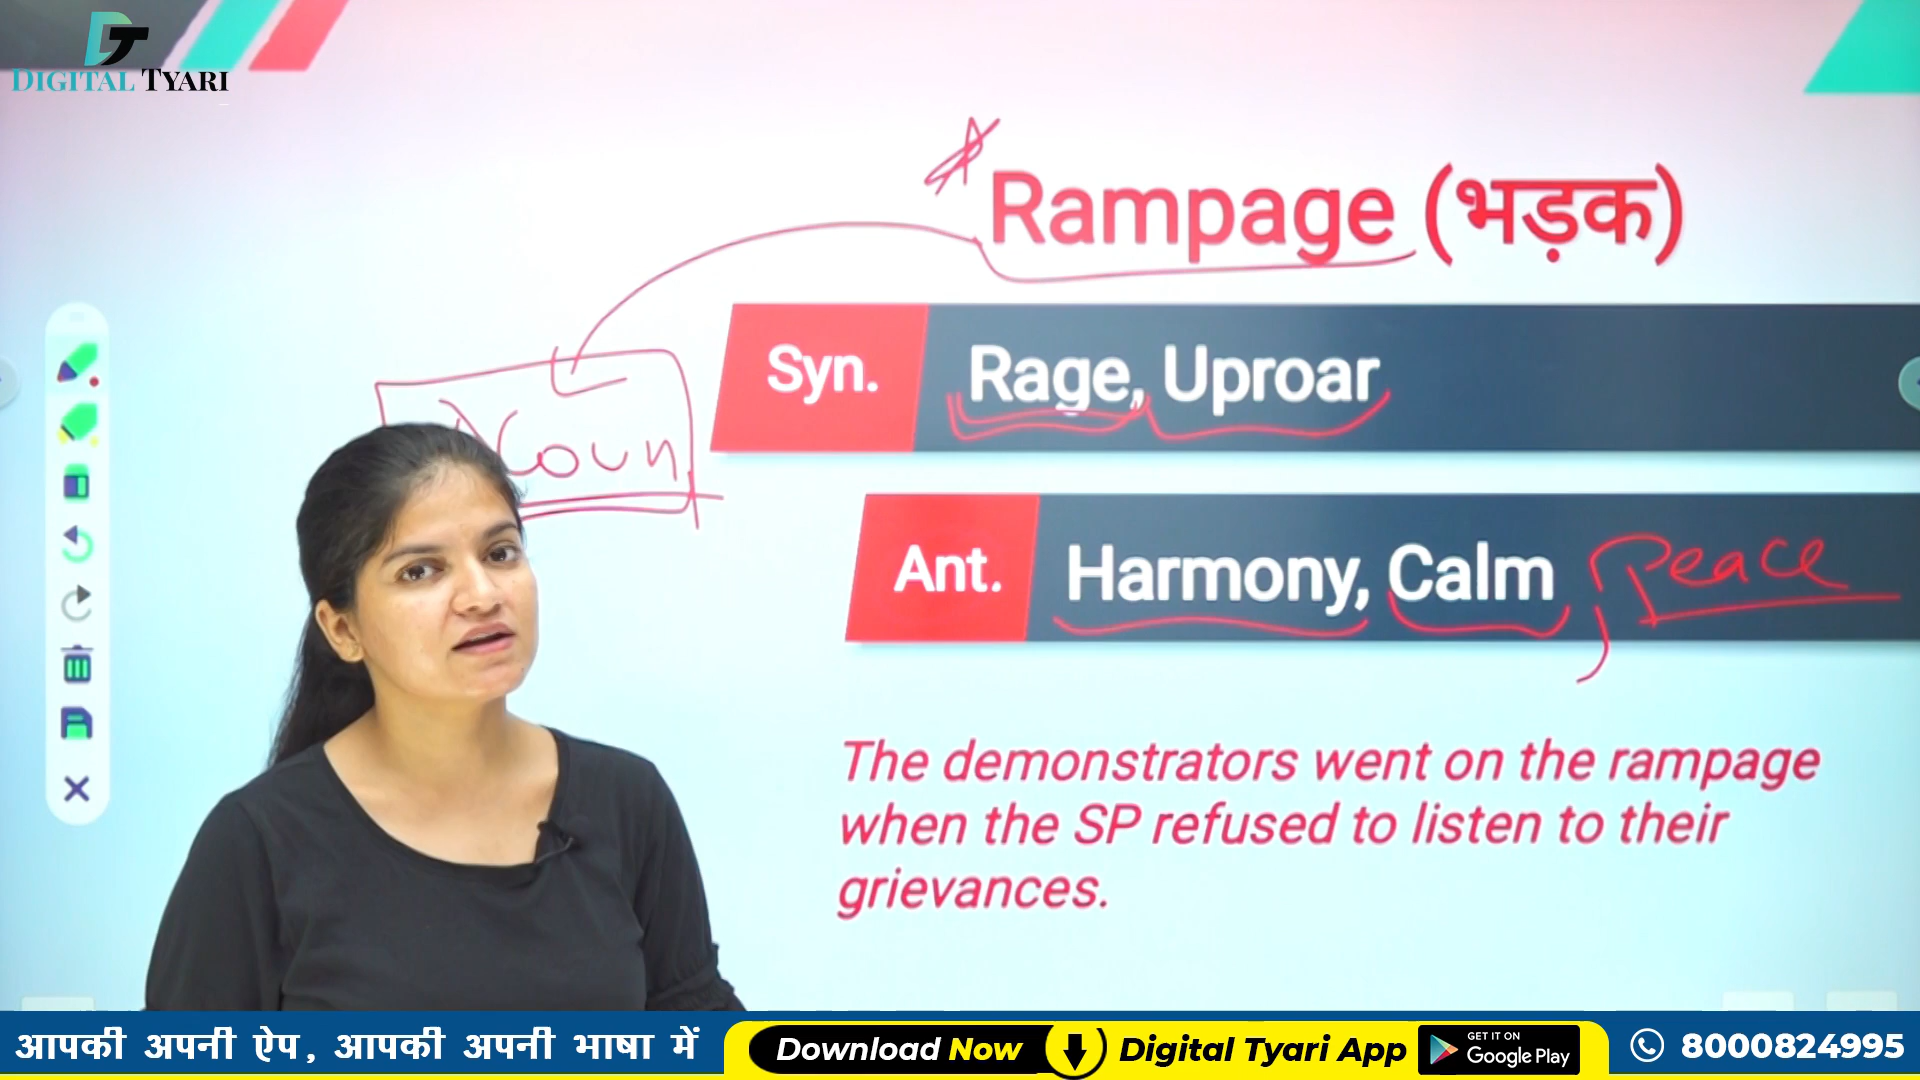 DIGITAL TYARI
Rampage (भड़क)
Syn. Rage, Uproar
Noun
Ant. Harmony, Calm, Peace
The demonstrators went on the rampage
when the SP refused to listen to their
grievances.
आपकी अपनी ऐप, आपकी अपनी भाषा में
Download Now
Digital Tyari App
GET IT ON
Google Play
8000824995